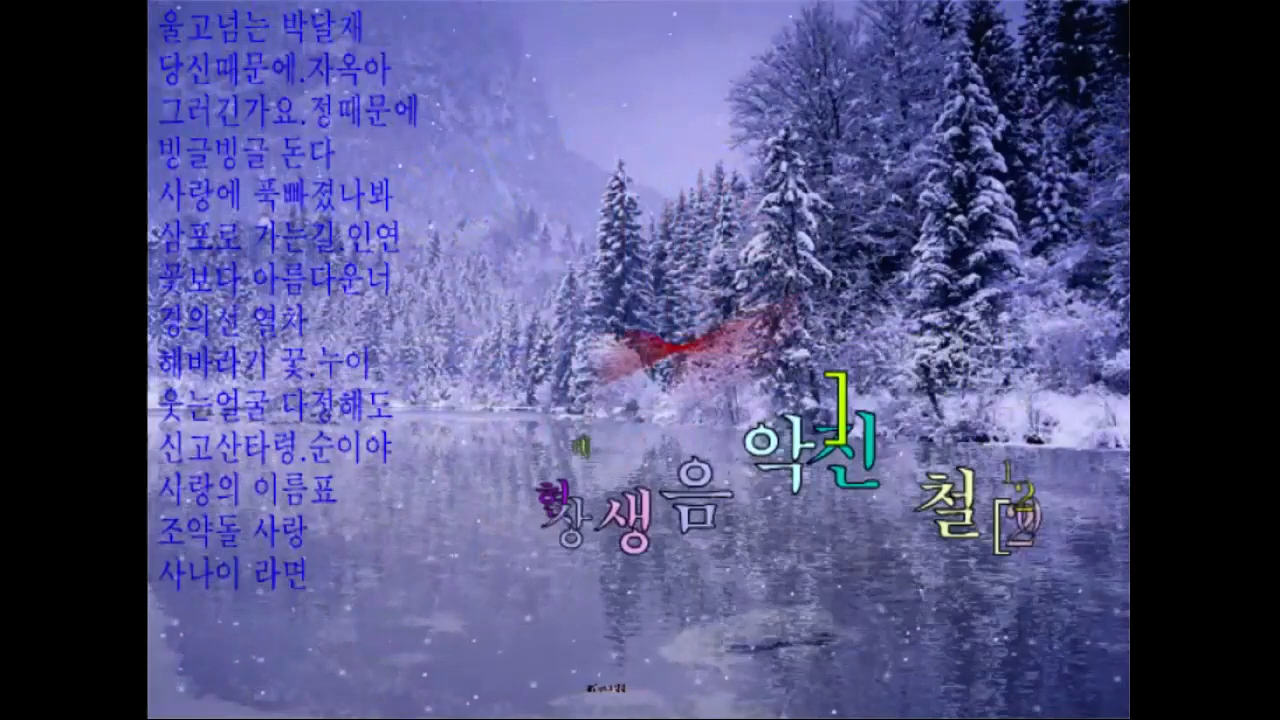 울고넘는 박달재
당신때문에.자옥아
그러긴가요.정때문에
빙글빙글 돈다
사랑에 푹빠졌나봐
삼포로 가는길.인연
꽃보다 아름다운너
경의선 열차
해바라기 꽃.누이
웃는얼굴 다정해도
신고산타령.순이야
사랑의 이름표
조약돌 사랑
사나이 라면
상생음악 철